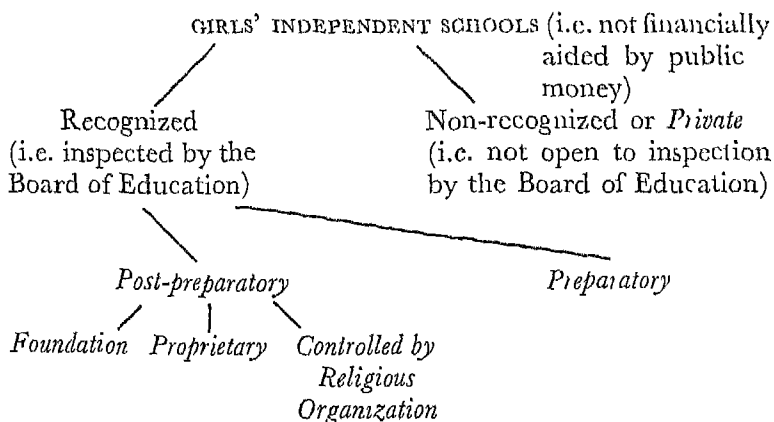 GIRLS' INDEPENDENT SCHOOLS (i.e. not financially
aided by public
money)
Recognized
(i.e. inspected by the
Board of Education)
Non-recognized or Private
(i.e. not open to inspection
by the Board of Education)
Post-preparatory
Preparatory
Foundation Proprietary Controlled by
Religious
Organization